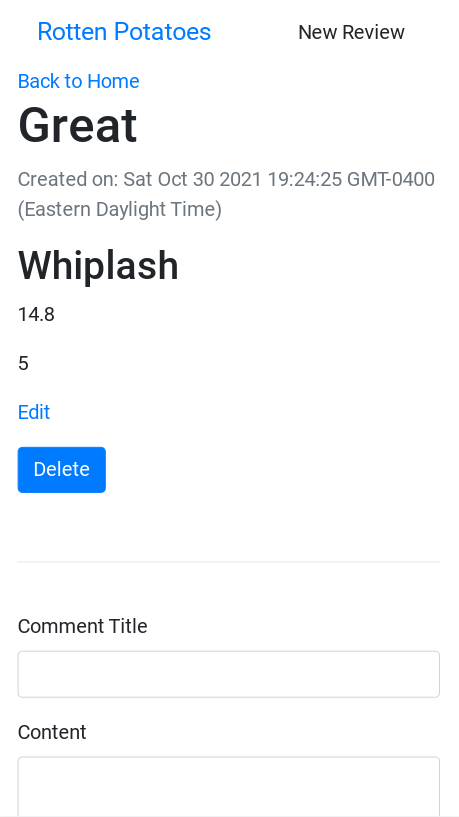 Rotten Potatoes New Review
Back to Home
Great
Created on: Sat Oct 30 2021 19:24:25 GMT-0400
(Eastern Daylight Time)
Whiplash
14.8
5
Edit
Delete
Comment Title
Content